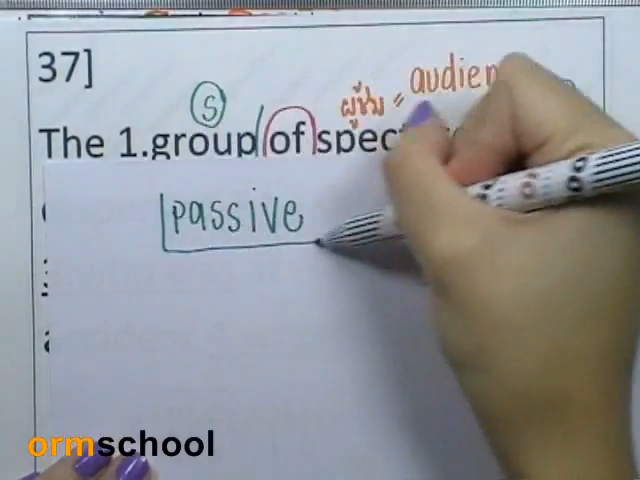 37]
S ผู้ชม = audien
The 1.group of spec
passive
ormschool